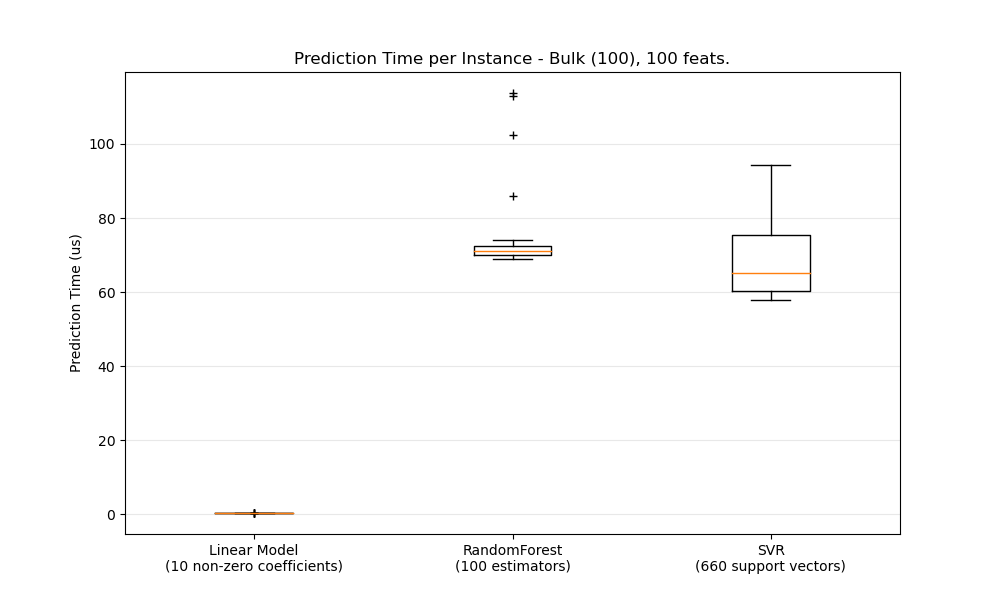 Prediction Time per Instance - Bulk (100), 100 feats.
Prediction Time (us)
100
80
60
40
20
0
Linear Model
(10 non-zero coefficients)
RandomForest
(100 estimators)
SVR
(660 support vectors)